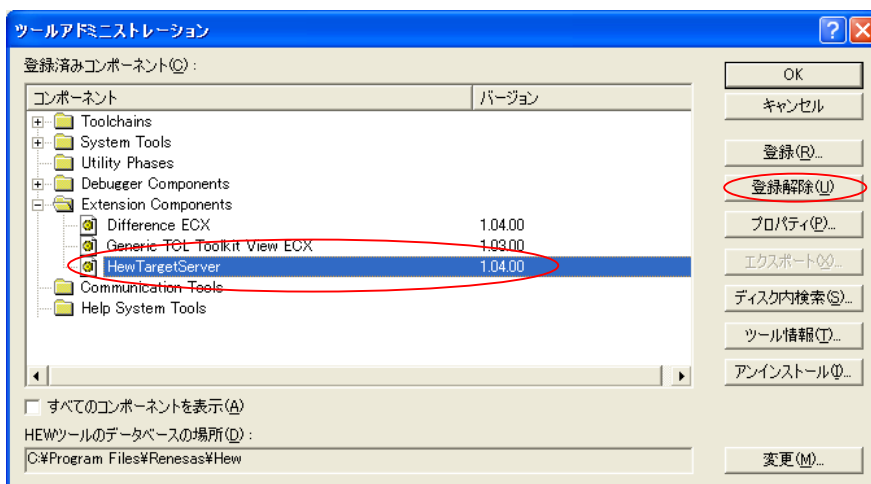 ツールアドミニストレーション
登録済みコンポーネント(C) :
コンポーネント バージョン
Toolchains
System Tools
Utility Phases
Debugger Components
Extension Components
Difference ECX 1.04.00
Generic TCL Toolkit View ECX 1.03.00
HewTargetServer 1.04.00
Communication Tools
Help System Tools
すべてのコンポーネントを表示(A)
HEWツールのデータベースの場所(D) :
C:¥Program Files¥Renesas¥Hew
OK
キャンセル
登録(R)...
登録解除(U)
プロパティ(P)...
エクスポート(X)...
ディスク内検索(S)...
ツール情報(T)...
アンインストール(I)...
変更(M)...